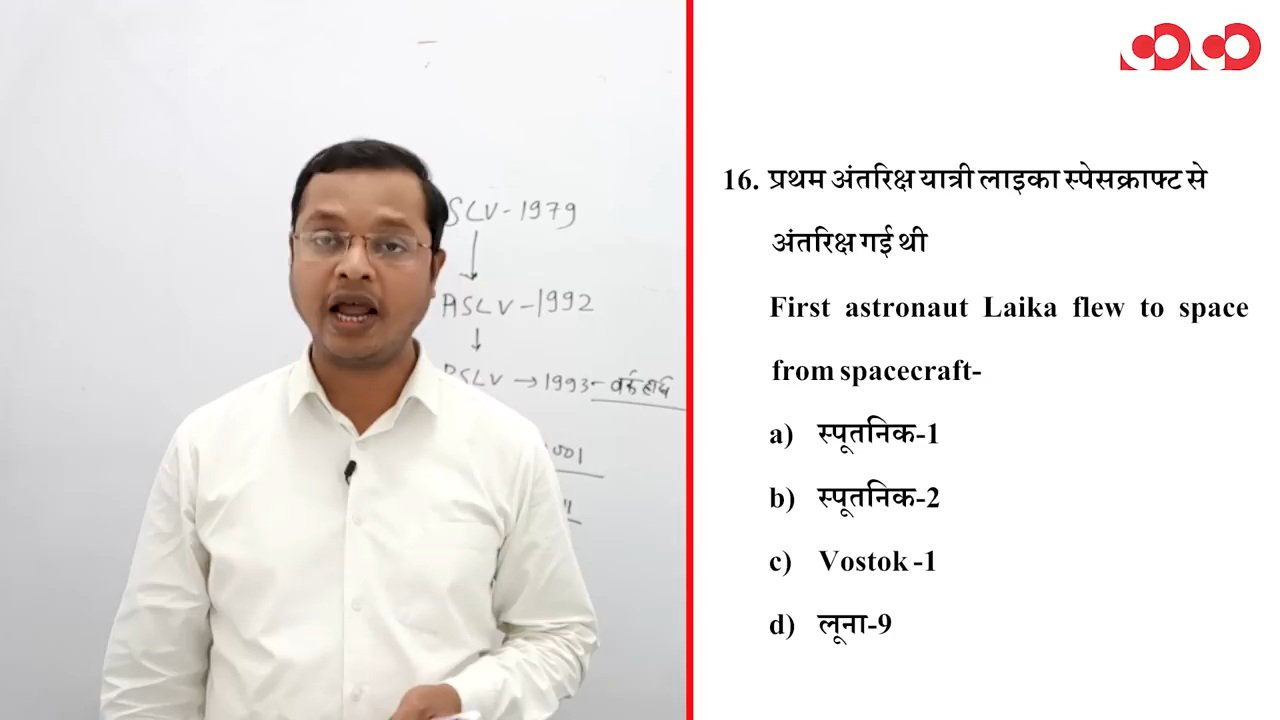 SLV - 1979
ASLV - 1992
PSLV → 1993 -
001
16. प्रथम अंतरिक्ष यात्री लाइका स्पेसक्राफ्ट से
अंतरिक्ष गई थी
First astronaut Laika flew to space
from spacecraft-
a) स्पूतनिक-1
b) स्पूतनिक-2
c) Vostok -1
d) लूना-9